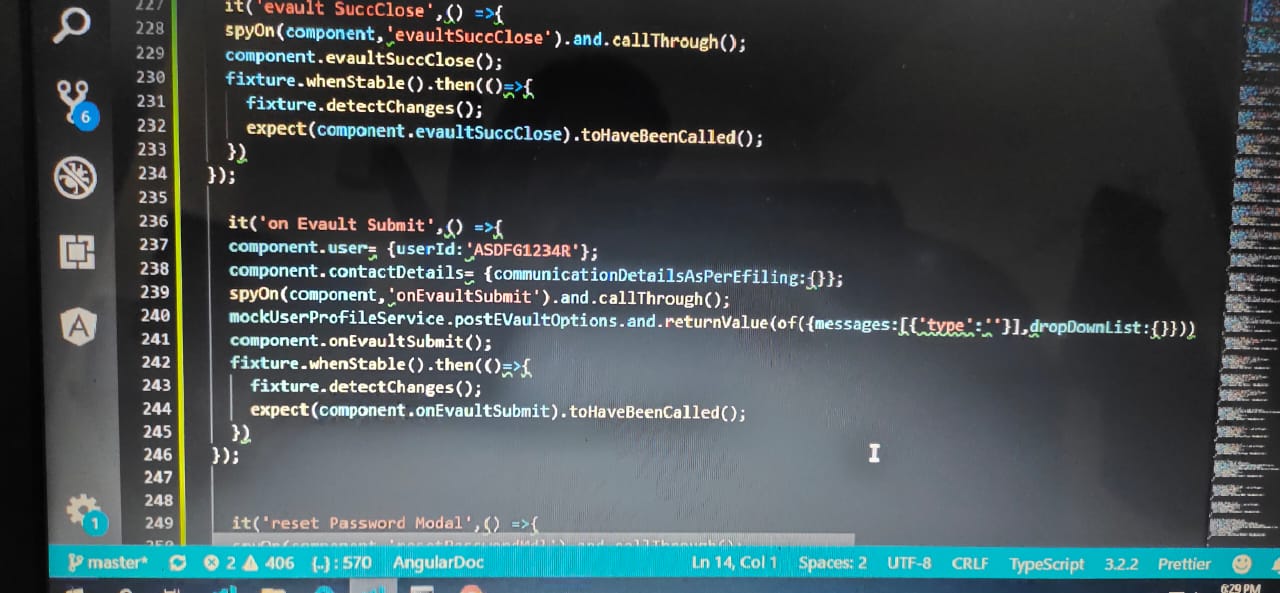 227 it('evault SuccClose',() =>{
228 spyOn(component,'evaultSuccClose').and.callThrough();
229 component.evaultSuccClose();
230 fixture.whenStable().then(()=>{
231 fixture.detectChanges();
232 expect(component.evaultSuccClose).toHaveBeenCalled();
233 })
234 });
235
236 it('on Evault Submit',() =>{
237 component.user= {userId:'ASDFG1234R'};
238 component.contactDetails= {communicationDetailsAsPerEfiling:{}};
239 spyOn(component,'onEvaultSubmit').and.callThrough();
240 mockUserProfileService.postEVaultOptions.and.returnValue(of({messages:[{'type':''}],dropDownList:{}}))
241 component.onEvaultSubmit();
242 fixture.whenStable().then(()=>{
243 fixture.detectChanges();
244 expect(component.onEvaultSubmit).toHaveBeenCalled();
245 })
246 });
247
248
249 it('reset Password Modal',() =>{
6
1
master* 2 406 {..} : 570 AngularDoc Ln 14, Col 1 Spaces: 2 UTF-8 CRLF TypeScript 3.2.2 Prettier
6:29 PM